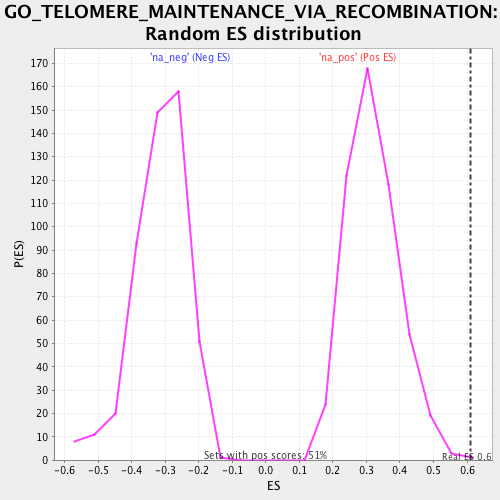 GO_TELOMERE_MAINTENANCE_VIA_RECOMBINATION:
Random ES distribution
'na_neg' (Neg ES) 'na_pos' (Pos ES)
170
160
150
140
130
120
110
100
90
80
70
60
50
40
30
20
10
0
P(ES)
Sets with pos scores: 51%
Real ES 0.6
-0.6 -0.5 -0.4 -0.3 -0.2 -0.1 0.0 0.1 0.2 0.3 0.4 0.5 0.6
ES